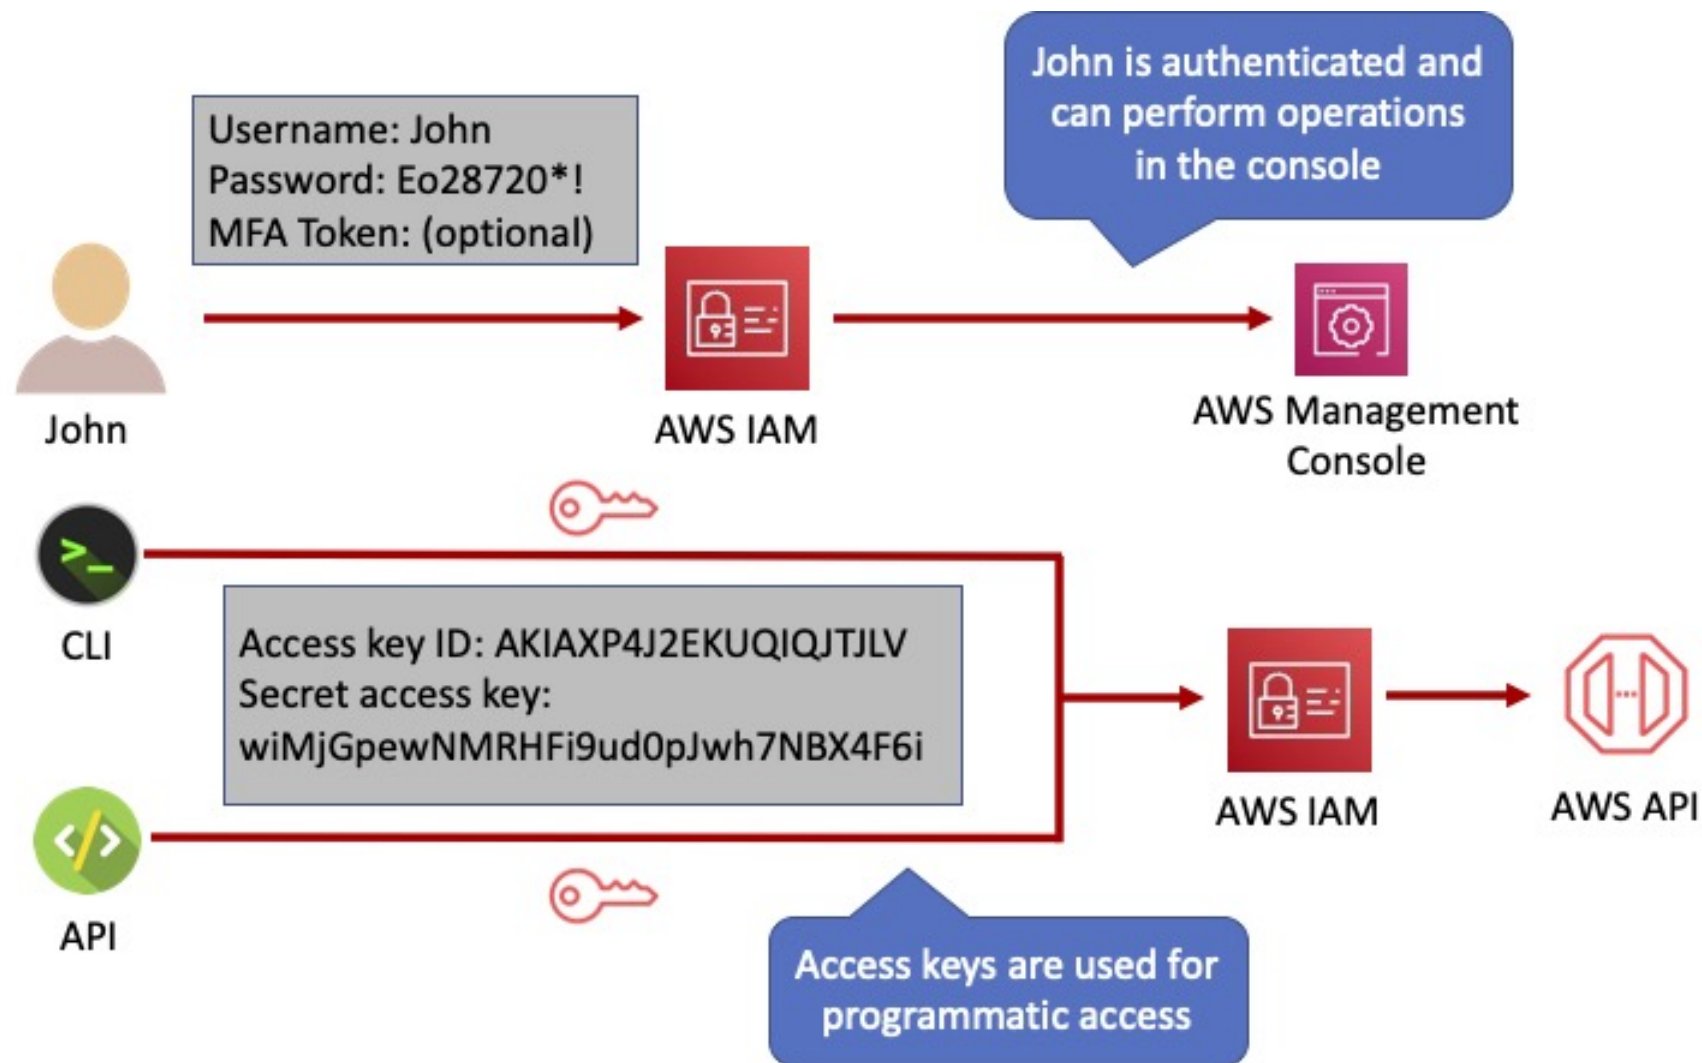 John is authenticated and
can perform operations
in the console
Username: John
Password: Eo28720*!
MFA Token: (optional)
John
AWS IAM
AWS Management
Console
>_
CLI
Access key ID: AKIAXP4J2EKUQIQJTJLV
Secret access key:
wiMjGpewNMRHFi9ud0pJwh7NBX4F6i
AWS IAM
AWS API
</>
API
Access keys are used for
programmatic access